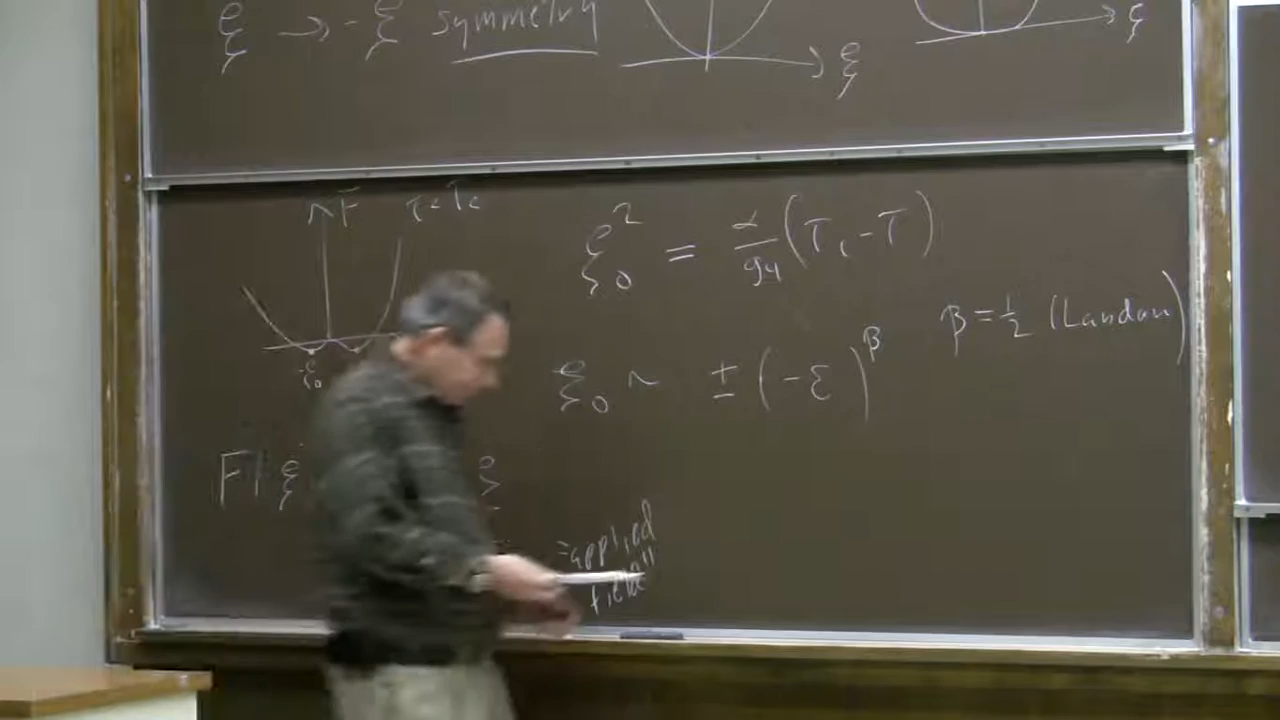 ξ → -ξ symmetry
ξ
ξ
F T<Tc
ξ₀² = α/g₄ (Tc - T)
-ξ₀
β = 1/2 (Landau)
ξ₀ ~ ± (-ε)^β
F ξ
ξ
"applied
field"